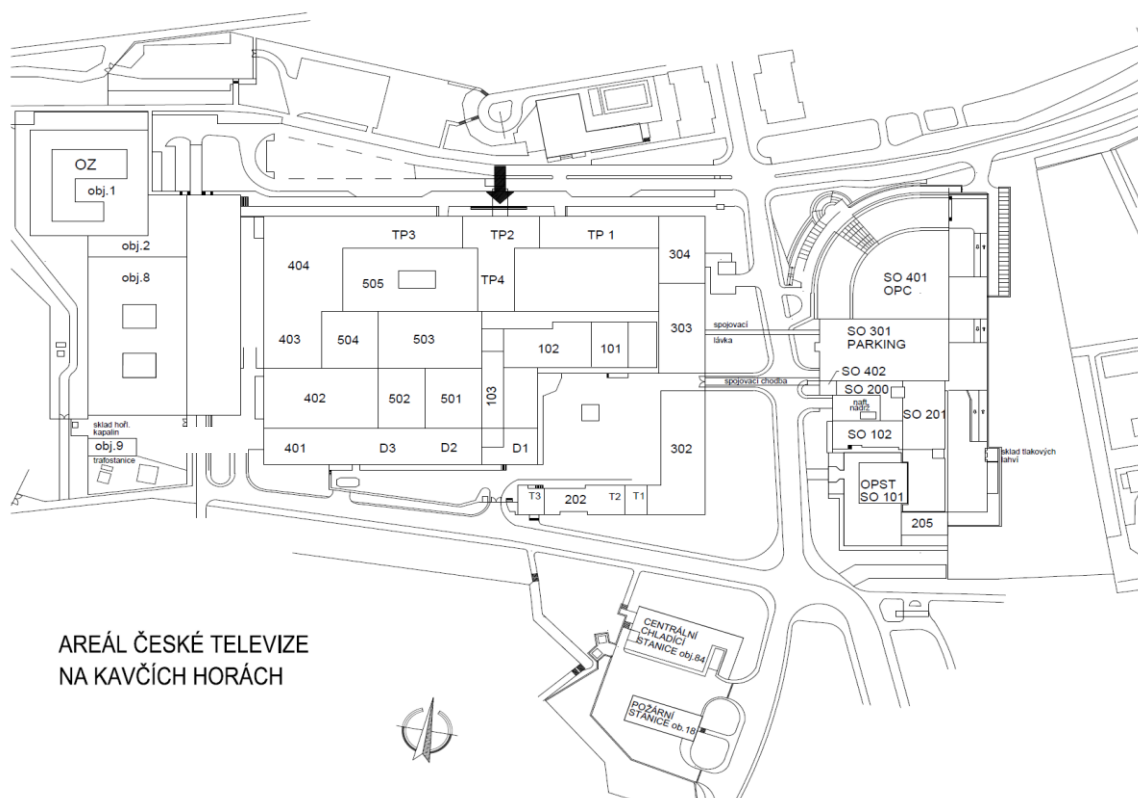 OZ
obj.1
obj.2
obj.8
TP3
TP2
TP 1
404
505
TP4
304
SO 401
OPC
403
504
503
102
101
303
spojovací
lávka
SO 301
PARKING
SO 402
spojovací chodba
402
502
501
103
SO 200
naft.
nádrž
SO 201
SO 102
sklad hoří.
kapalin
obj.9
trafostanice
401
D3
D2
D1
302
sklad tlakových
lahví
OPST
SO 101
T3
202
T2
T1
205
CENTRÁLNÍ
CHLADÍCÍ
STANICE obj.84
POŽÁRNÍ
STANICE ob.18
AREÁL ČESKÉ TELEVIZE
NA KAVČÍCH HORÁCH